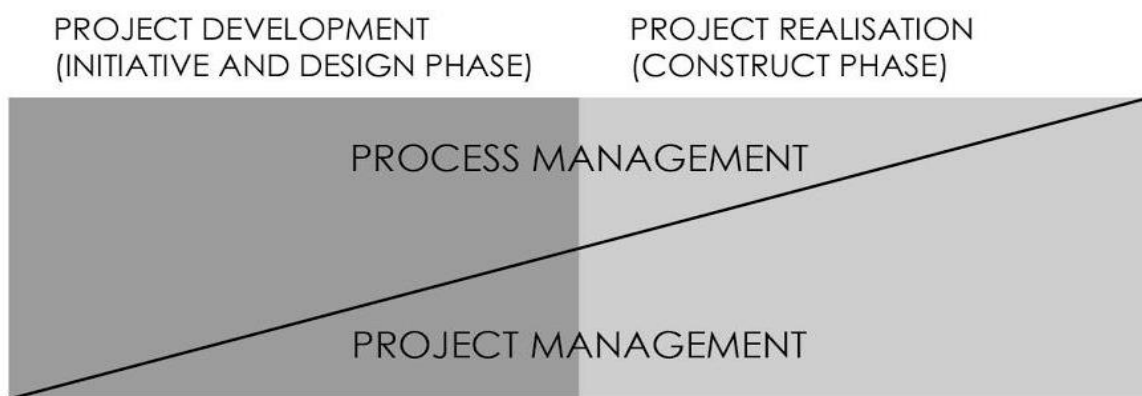 PROJECT DEVELOPMENT
(INITIATIVE AND DESIGN PHASE)
PROJECT REALISATION
(CONSTRUCT PHASE)
PROCESS MANAGEMENT
PROJECT MANAGEMENT